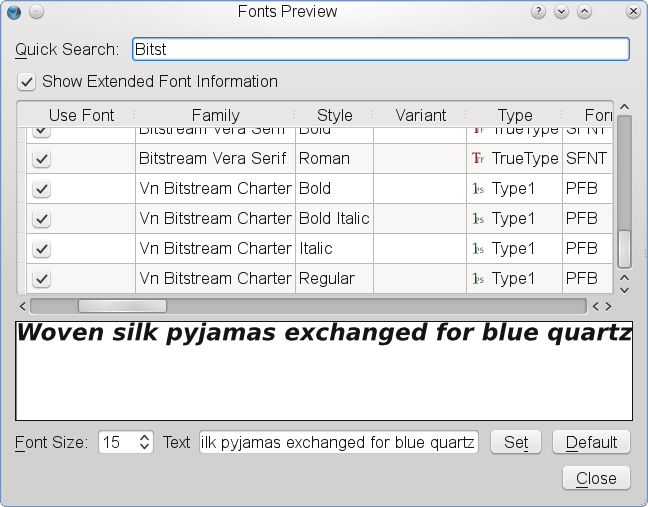 Fonts Preview
Quick Search: Bitst
Show Extended Font Information
Use Font Family Style Variant Type For
Bitstream Vera Serif Bold TrueType SFNT
Bitstream Vera Serif Roman TrueType SFNT
Vn Bitstream Charter Bold Type1 PFB
Vn Bitstream Charter Bold Italic Type1 PFB
Vn Bitstream Charter Italic Type1 PFB
Vn Bitstream Charter Regular Type1 PFB
Woven silk pyjamas exchanged for blue quartz
Font Size: 15 Text ilk pyjamas exchanged for blue quartz Set Default
Close